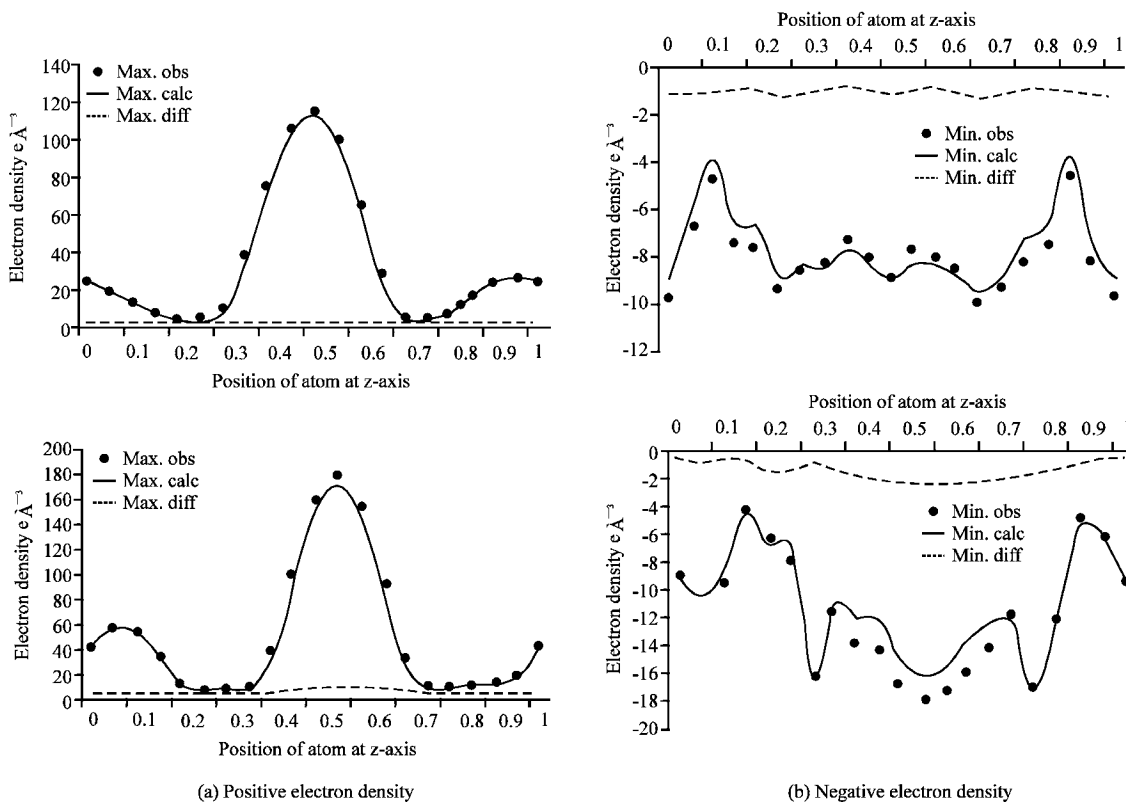 140
120
100
80
60
40
20
0
Electron density e Å⁻³
Max. obs
Max. calc
Max. diff
0 0.1 0.2 0.3 0.4 0.5 0.6 0.7 0.8 0.9 1
Position of atom at z-axis
Position of atom at z-axis
0 0.1 0.2 0.3 0.4 0.5 0.6 0.7 0.8 0.9 1
0
-2
-4
-6
-8
-10
-12
Electron density e Å⁻³
Min. obs
Min. calc
Min. diff
200
180
160
140
120
100
80
60
40
20
0
Electron density e Å⁻³
Max. obs
Max. calc
Max. diff
0 0.1 0.2 0.3 0.4 0.5 0.6 0.7 0.8 0.9 1
Position of atom at z-axis
(a) Positive electron density
Position of atom at z-axis
0 0.1 0.2 0.3 0.4 0.5 0.6 0.7 0.8 0.9 1
0
-2
-4
-6
-8
-10
-12
-14
-16
-18
-20
Electron density e Å⁻³
Min. obs
Min. calc
Min. diff
(b) Negative electron density